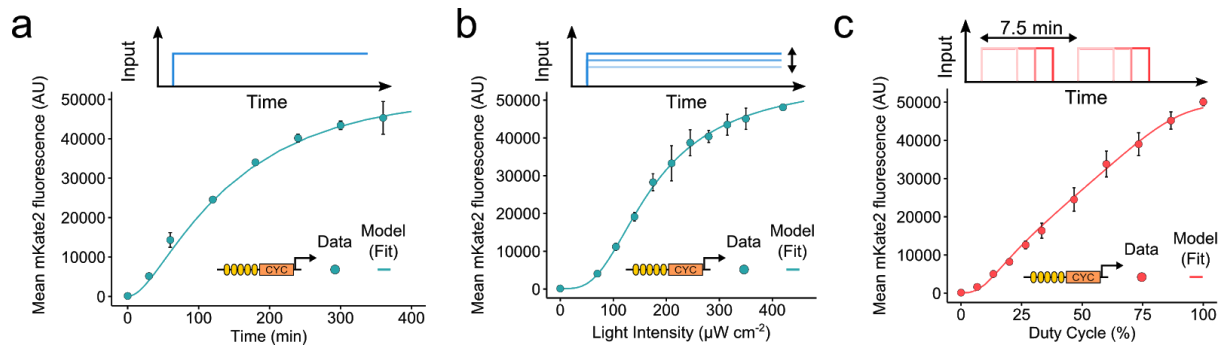 a
Input
Time
Mean mKate2 fluorescence (AU)
50000
40000
30000
20000
10000
0
CYC
Data
Model
(Fit)
0
100
200
300
400
Time (min)
b
Input
Time
Mean mKate2 fluorescence (AU)
50000
40000
30000
20000
10000
0
CYC
Data
Model
(Fit)
0
100
200
300
400
Light Intensity (µW cm⁻²)
c
7.5 min
Input
Time
Mean mKate2 fluorescence (AU)
50000
40000
30000
20000
10000
0
CYC
Data
Model
(Fit)
0
25
50
75
100
Duty Cycle (%)